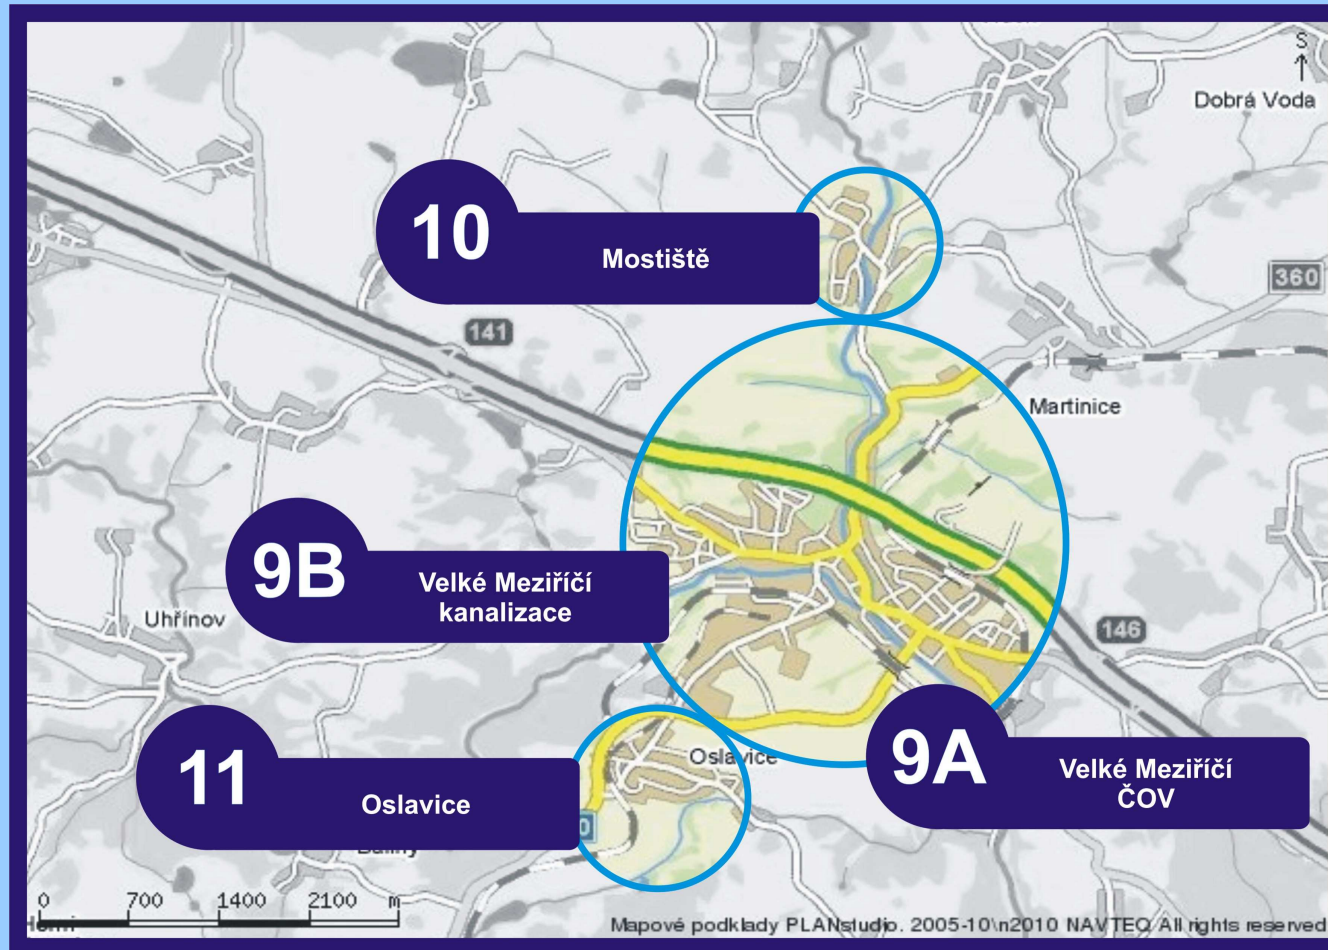 S
Dobrá Voda
10
Mostiště
360
141
Martinice
9B
Velké Meziříčí
kanalizace
Uhřínov
146
11
Oslavice
Oslavice
9A
Velké Meziříčí
ČOV
0 700 1400 2100 m
Mapové podklady PLANstudio. 2005-10\n2010 NAVTEQ All rights reserved